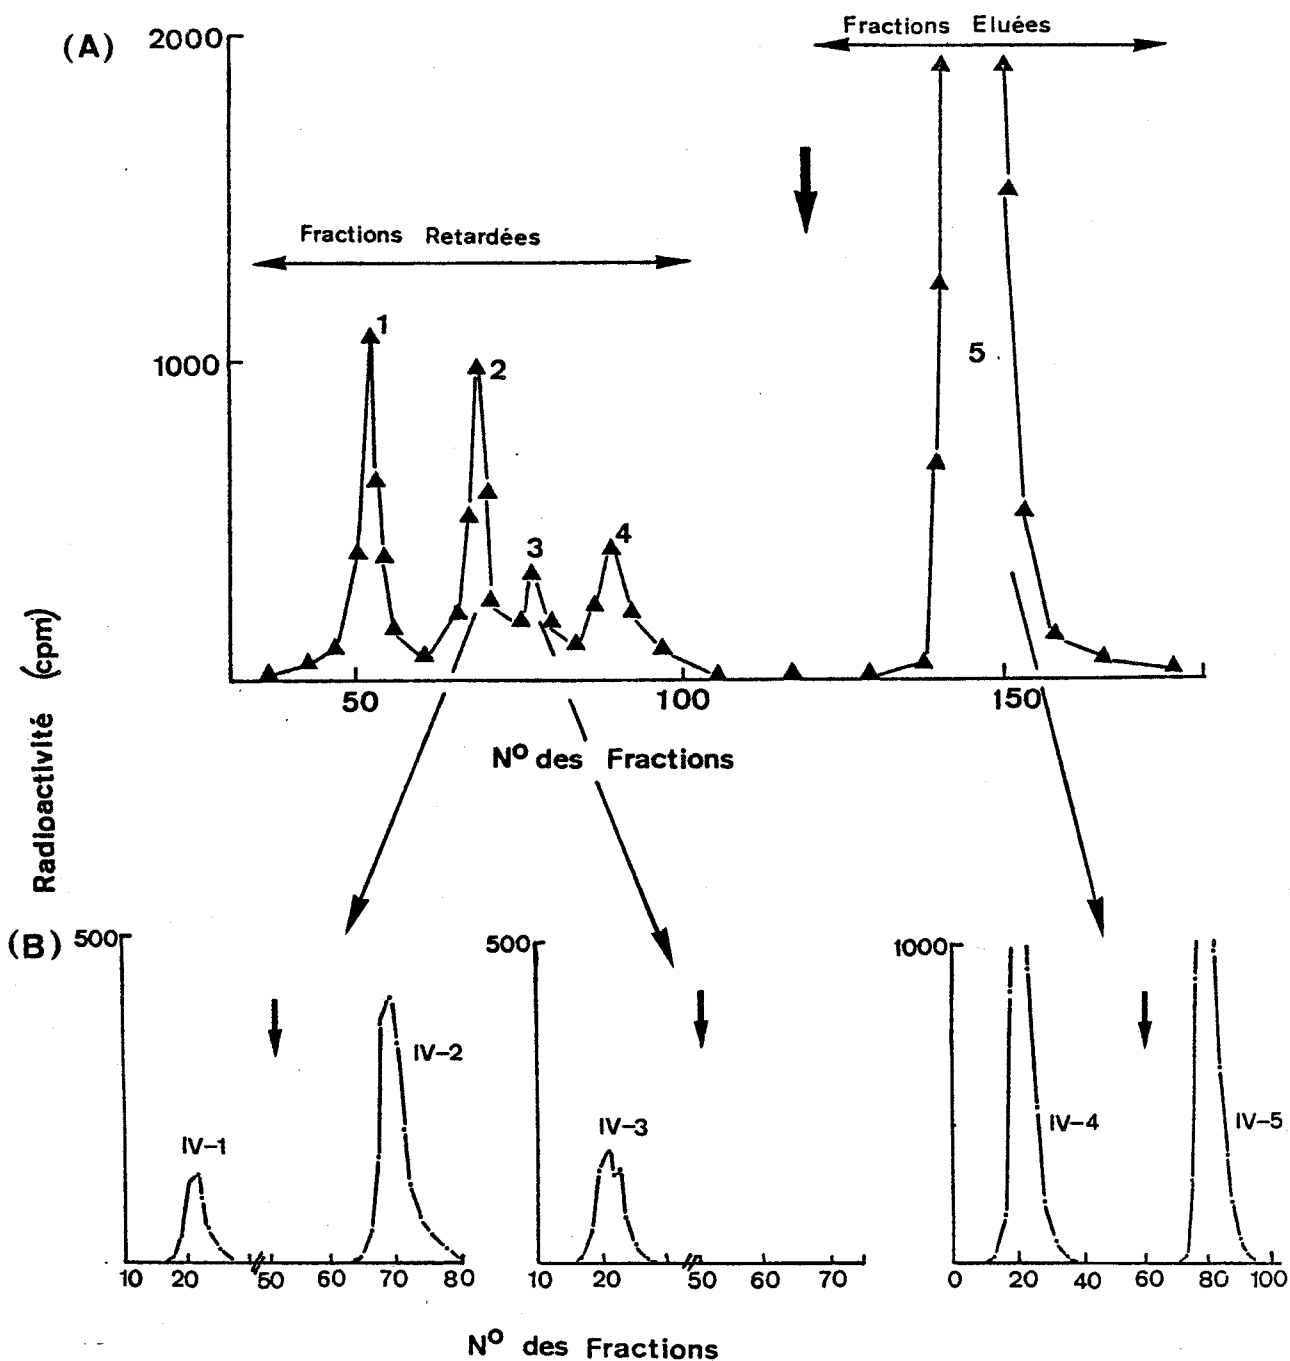 (A)
2000
Fractions Eluées
Fractions Retardées
1
1000
2
5
3
4
50
100
150
Nº des Fractions
Radioactivité (cpm)
(B)
500
500
1000
IV-2
IV-1
IV-3
IV-4
IV-5
10 20 50 60 70 80
10 20 50 60 70
0 20 40 60 80 100
Nº des Fractions